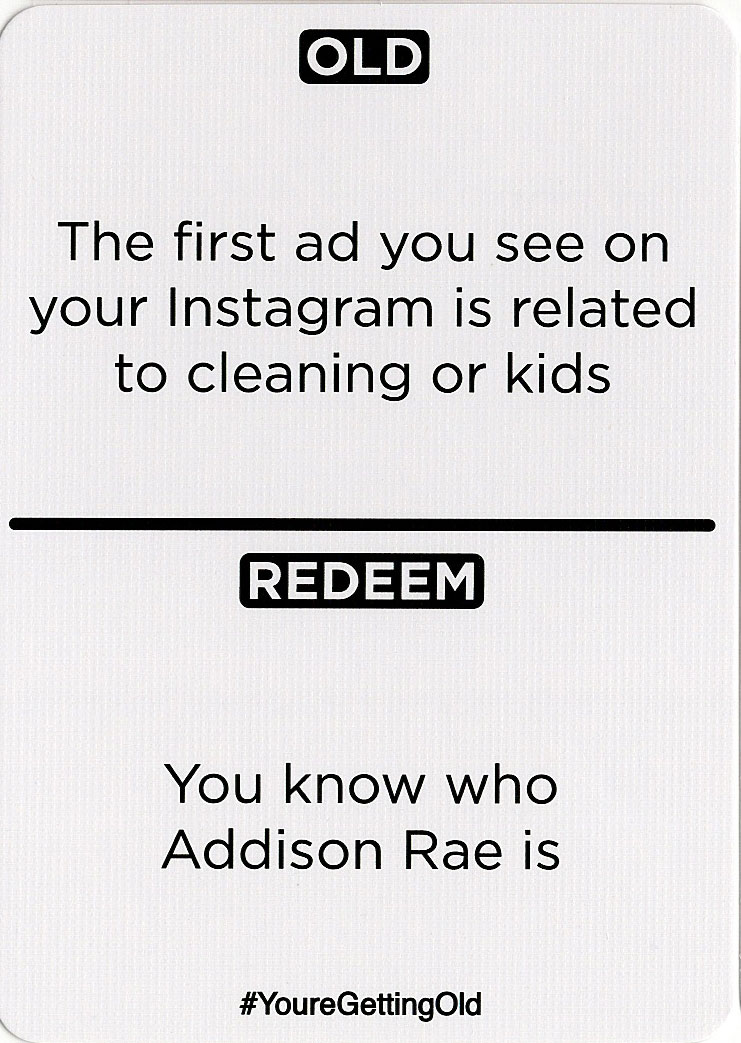 OLD
The first ad you see on
your Instagram is related
to cleaning or kids
REDEEM
You know who
Addison Rae is
#YoureGettingOld